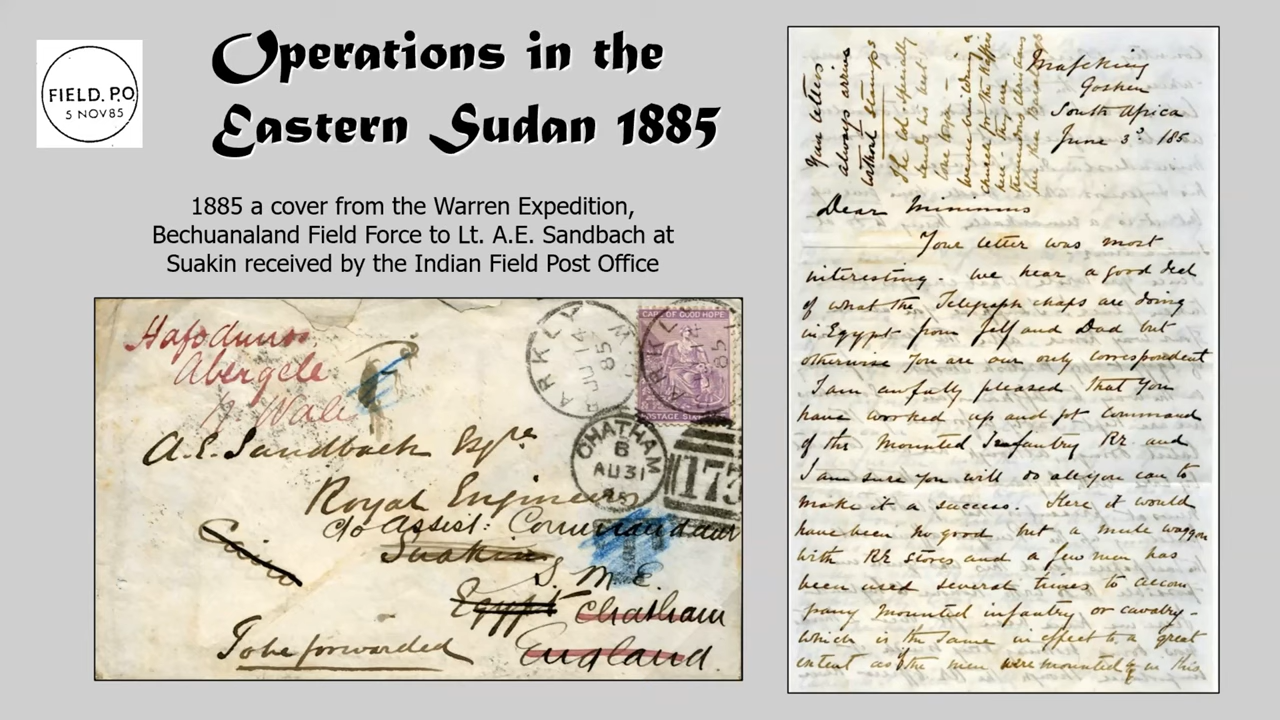 FIELD. P.O.
5 NOV 85
Operations in the
Eastern Sudan 1885
1885 a cover from the Warren Expedition,
Bechuanaland Field Force to Lt. A.E. Sandbach at
Suakin received by the Indian Field Post Office
Hafodunos
Abergele
N Wales
A.E. Sandbach Esqre
Royal Engineers
c/o Assist: Commandant
Suakin
Cairo
S. M. E.
Egypt Chatham
England.
To be forwarded
BARKLY W
JU 14
85
CAPE OF GOOD HOPE
POSTAGE SIX
CHATHAM
B
AU 31
85
173
Your letters
always arrive
without stamps
Mafeking
Goshen
South Africa
June 3d 185
Dear Minimus
Your letter was most
interesting - We hear a good deal
of what the Telegraph chaps are doing
in Egypt from Jelf and Dad but
otherwise you are our only correspondent
I am awfully pleased that you
have worked up and got command
of the Mounted Infantry RE and
I am sure you will do all you can to
make it a success. Here it would
have been no good but a mule waggon
with RE stores and a few men has
been used several times to accom
pany mounted infantry or cavalry -
which is the same in effect to a great
extent as if the men were mounted in this